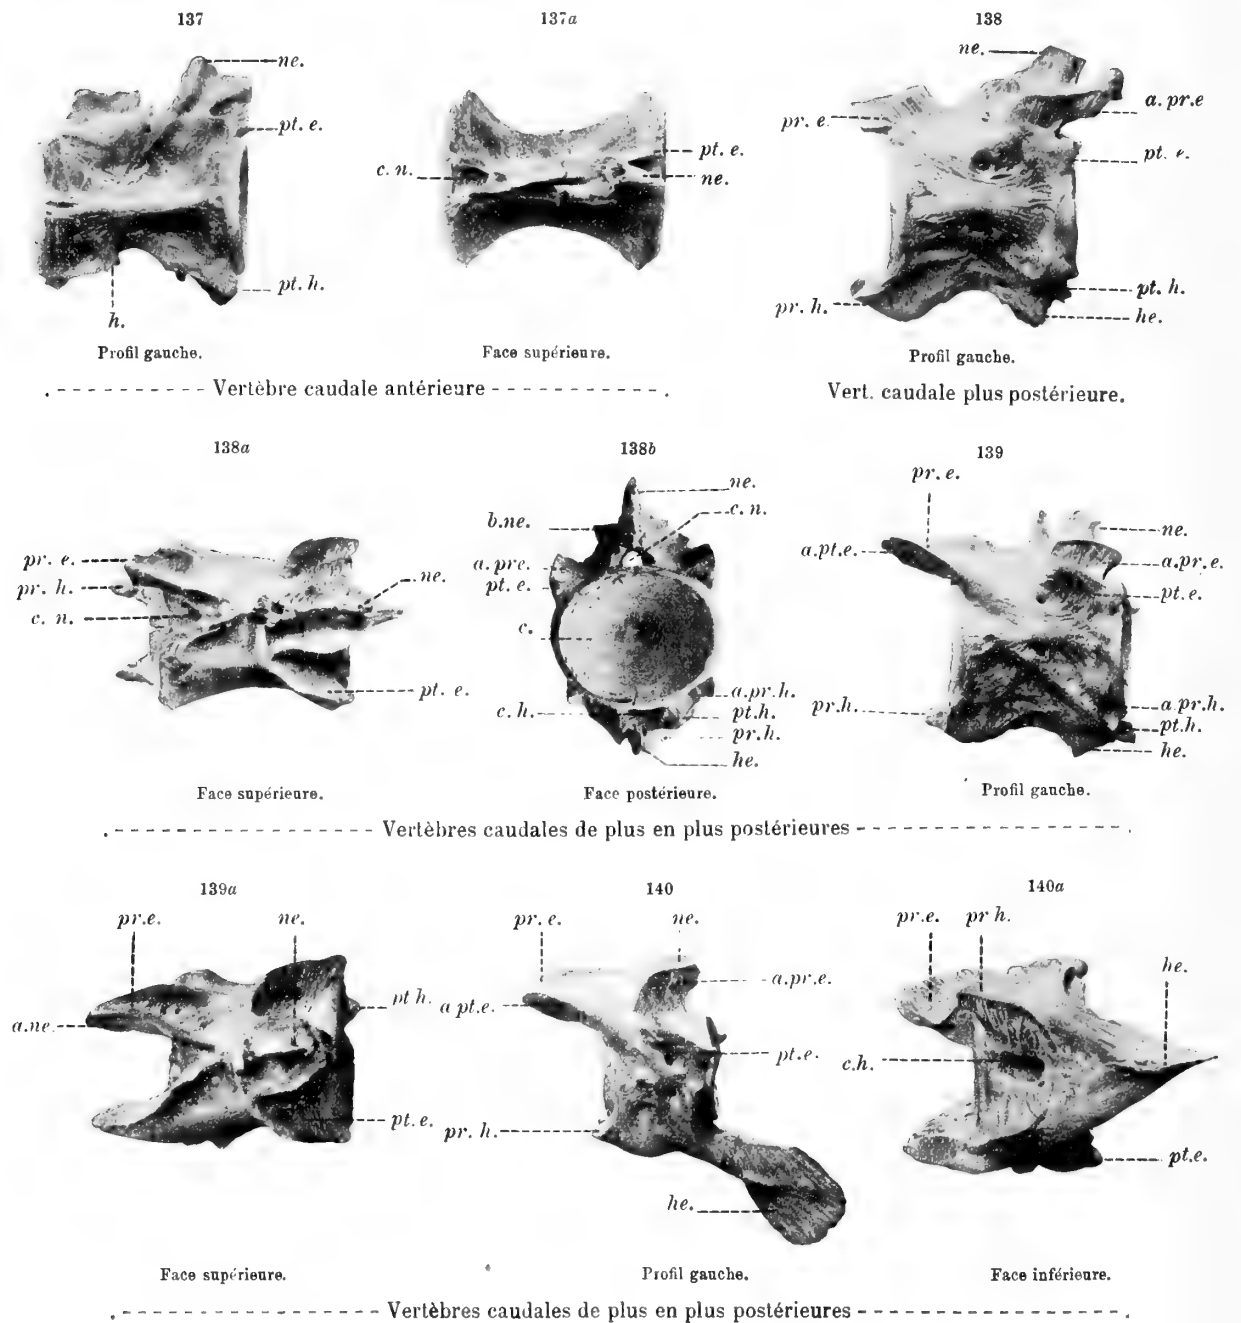 137
137a
138
ne.
pt. e.
h.
pt. h.
c. n.
pt. e.
ne.
ne.
pr. e.
a. pr. e
pt. e.
pr. h.
pt. h.
he.
Profil gauche.
Face supérieure.
Profil gauche.
Vertèbre caudale antérieure
Vert. caudale plus postérieure.
138a
138b
139
pr. e.
pr. h.
c. n.
ne.
pt. e.
ne.
c. n.
b.ne.
a. pre.
pt. e.
c.
c. h.
a.pr.h.
pt.h.
pr.h.
he.
pr. e.
a.pt.e.
ne.
a.pr.e.
pt.e.
pr.h.
a.pr.h.
pt.h.
he.
Face supérieure.
Face postérieure.
Profil gauche.
Vertèbres caudales de plus en plus postérieures
139a
140
140a
pr.e.
ne.
a.ne.
pt h.
pt. e.
pr. e.
ne.
a pt.e.
a.pr.e.
pt.e.
pr. h.
he.
pr.e.
pr h.
he.
c.h.
pt.e.
Face supérieure.
Profil gauche.
Face inférieure.
Vertèbres caudales de plus en plus postérieures